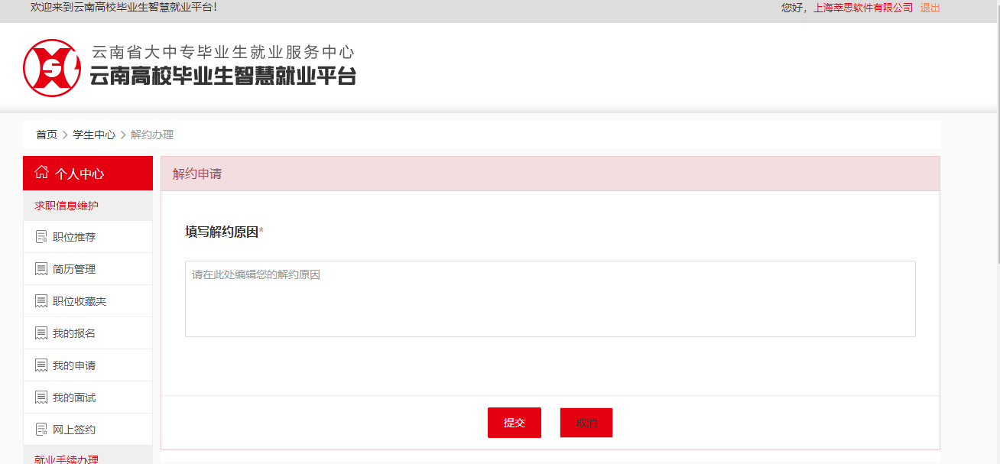 欢迎来到云南高校毕业生智慧就业平台!
您好，上海萃思软件有限公司 退出
云南省大中专毕业生就业服务中心
云南高校毕业生智慧就业平台
首页 > 学生中心 > 解约办理
个人中心
求职信息维护
职位推荐
简历管理
职位收藏夹
我的报名
我的申请
我的面试
网上签约
就业手续办理
解约申请
填写解约原因*
请在此处编辑您的解约原因
提交
取消